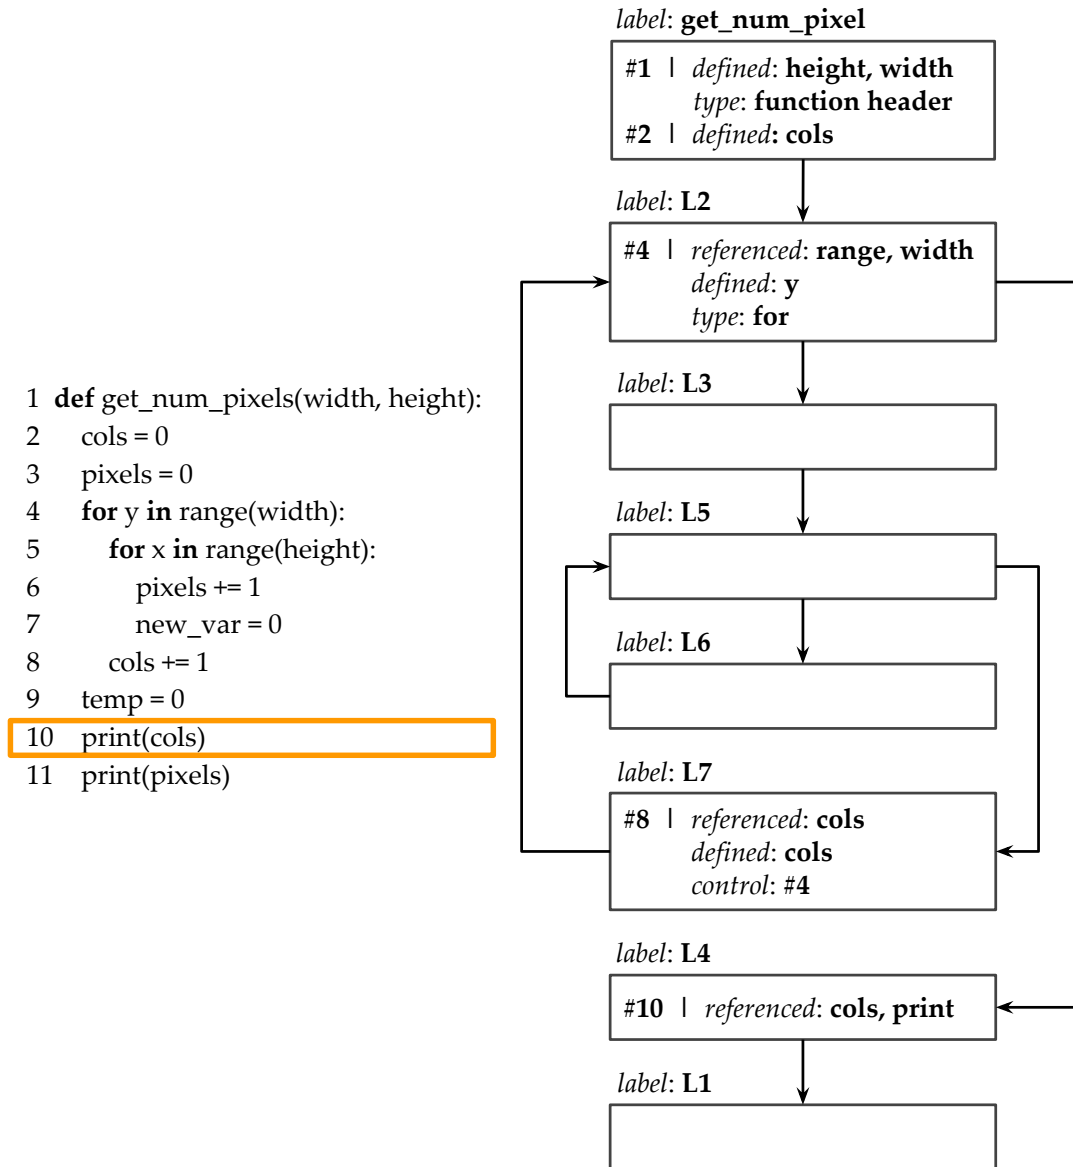 1 def get_num_pixels(width, height):
2 cols = 0
3 pixels = 0
4 for y in range(width):
5 for x in range(height):
6 pixels += 1
7 new_var = 0
8 cols += 1
9 temp = 0
10 print(cols)
11 print(pixels)
label: get_num_pixel
#1 | defined: height, width
type: function header
#2 | defined: cols
label: L2
#4 | referenced: range, width
defined: y
type: for
label: L3
label: L5
label: L6
label: L7
#8 | referenced: cols
defined: cols
control: #4
label: L4
#10 | referenced: cols, print
label: L1